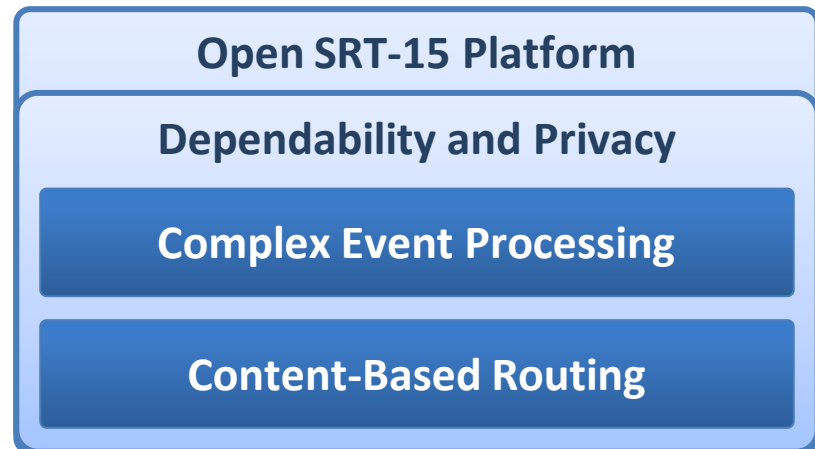 Open SRT-15 Platform
Dependability and Privacy
Complex Event Processing
Content-Based Routing